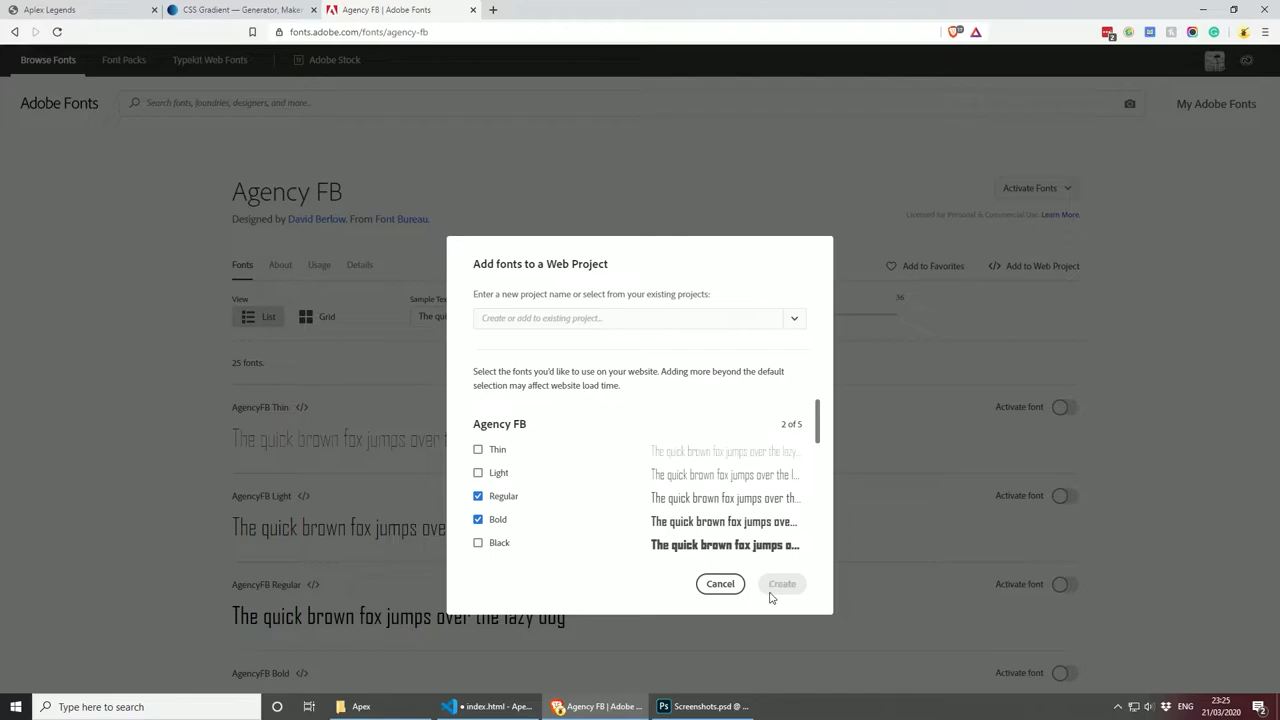 Apex Legends
CSS Gradient — Generator, Maker
Agency FB | Adobe Fonts
fonts.adobe.com/fonts/agency-fb
17
2
Browse Fonts
Font Packs
Typekit Web Fonts
Adobe Stock
Adobe Fonts
Search fonts, foundries, designers, and more...
My Adobe Fonts
Agency FB
Activate Fonts
Designed by David Berlow. From Font Bureau.
Licensed for Personal & Commercial Use. Learn More.
Fonts
About
Usage
Details
Add to Favorites
Add to Web Project
View
Sample Text
36
List
Grid
The qu
25 fonts.
AgencyFB Thin
Activate font
The quick brown fox jumps over t
AgencyFB Light
Activate font
The quick brown fox jumps over
AgencyFB Regular
Activate font
The quick brown fox jumps over the lazy dog
AgencyFB Bold
Activate font
Add fonts to a Web Project
Enter a new project name or select from your existing projects:
Create or add to existing project...
Select the fonts you'd like to use on your website. Adding more beyond the default
selection may affect website load time.
Agency FB
2 of 5
Thin
The quick brown fox jumps over the lazy...
Light
The quick brown fox jumps over the l...
Regular
The quick brown fox jumps over th...
Bold
The quick brown fox jumps ove...
Black
The quick brown fox jumps o...
Cancel
Create
Type here to search
Apex
● index.html - Ape...
Agency FB | Adobe ...
Ps
Screenshots.psd @ ...
ENG
23:25
21/03/2020
2